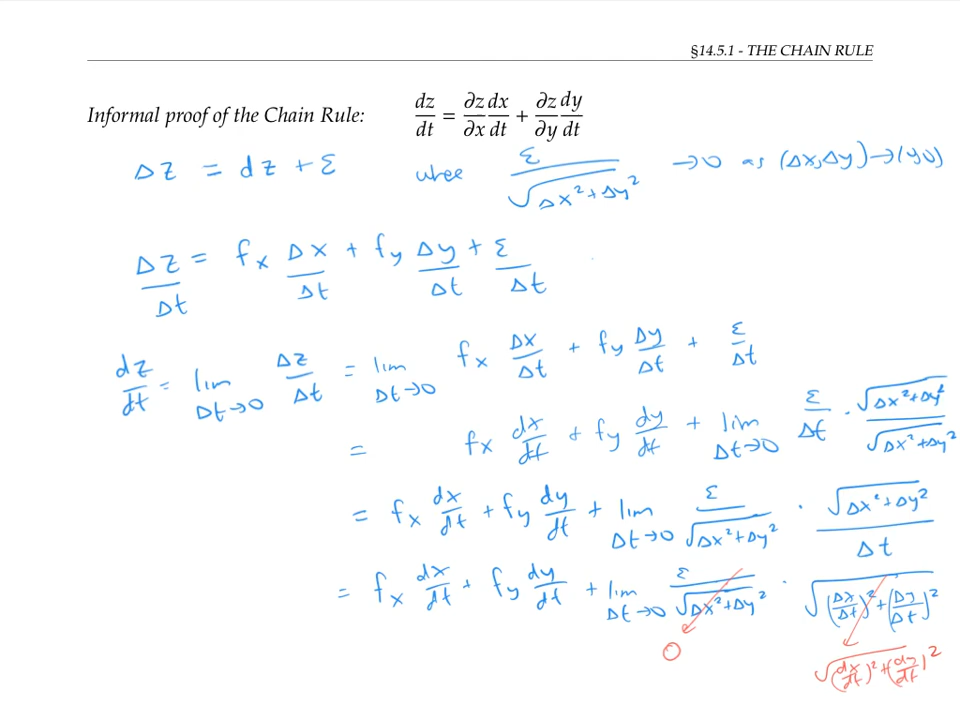 §14.5.1 - THE CHAIN RULE
Informal proof of the Chain Rule: dz/dt = ∂z/∂x dx/dt + ∂z/∂y dy/dt
Δz = dz + ε where ε/√(Δx² + Δy²) → 0 as (Δx, Δy) → (0,0)
Δz/Δt = f_x Δx/Δt + f_y Δy/Δt + ε/Δt
dz/dt = lim Δt→0 Δz/Δt = lim Δt→0 f_x Δx/Δt + f_y Δy/Δt + ε/Δt
= f_x dx/dt + f_y dy/dt + lim Δt→0 ε/Δt · √(Δx² + Δy²)/√(Δx² + Δy²)
= f_x dx/dt + f_y dy/dt + lim Δt→0 ε/√(Δx² + Δy²) · √(Δx² + Δy²)/Δt
= f_x dx/dt + f_y dy/dt + lim Δt→0 ε/√(Δx² + Δy²) · √((Δx/Δt)² + (Δy/Δt)²)
0 √((dx/dt)² + (dy/dt)²)